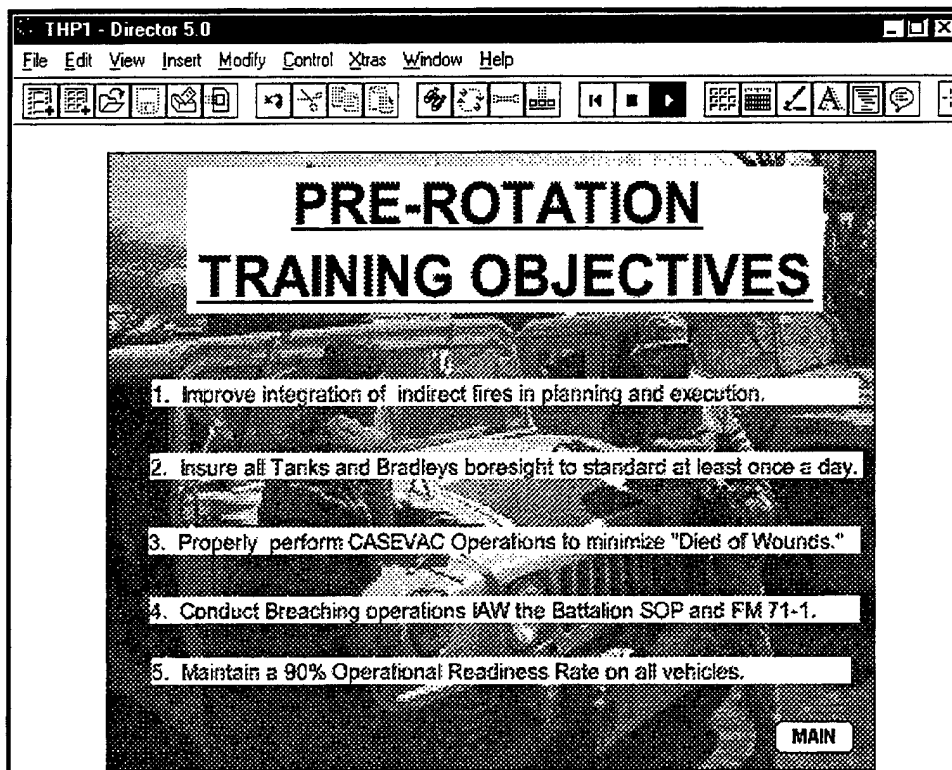 THP1 - Director 5.0
File Edit View Insert Modify Control Xtras Window Help
PRE-ROTATION
TRAINING OBJECTIVES
1. Improve integration of indirect fires in planning and execution.
2. Insure all Tanks and Bradleys boresight to standard at least once a day.
3. Properly perform CASEVAC Operations to minimize "Died of Wounds."
4. Conduct Breaching operations IAW the Battalion SOP and FM 71-1.
5. Maintain a 90% Operational Readiness Rate on all vehicles.
MAIN